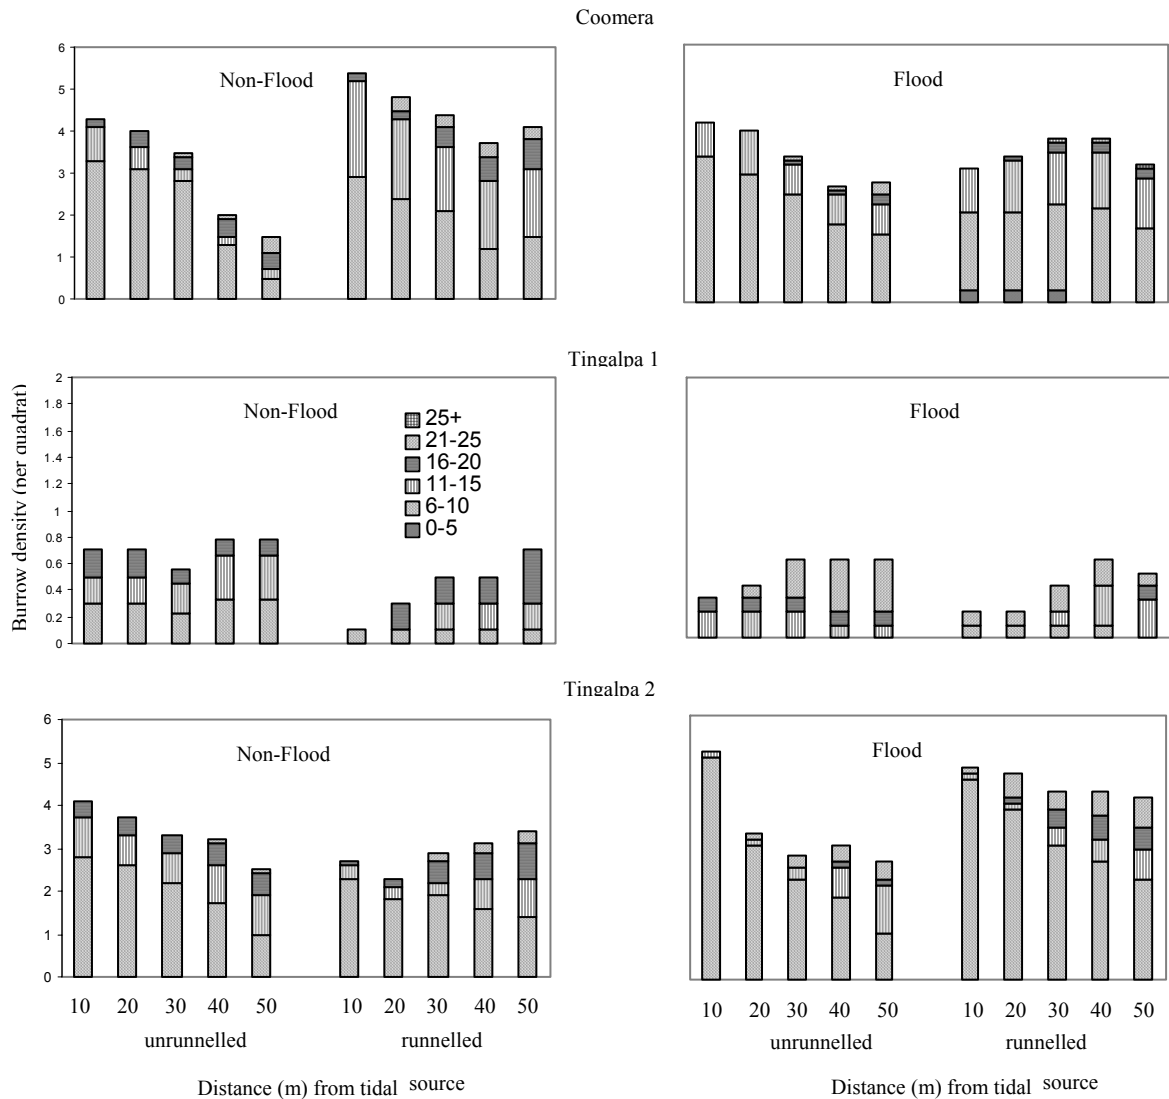 Coomera
Non-Flood
Flood
6
5
4
3
2
1
0
Tingalpa 1
Non-Flood
Flood
2
1.8
1.6
1.4
1.2
1
0.8
0.6
0.4
0.2
0
25+
21-25
16-20
11-15
6-10
0-5
Burrow density (per quadrat)
Tingalpa 2
Non-Flood
Flood
6
5
4
3
2
1
0
10 20 30 40 50 10 20 30 40 50
unrunnelled runnelled
Distance (m) from tidal source
10 20 30 40 50 10 20 30 40 50
unrunnelled runnelled
Distance (m) from tidal source